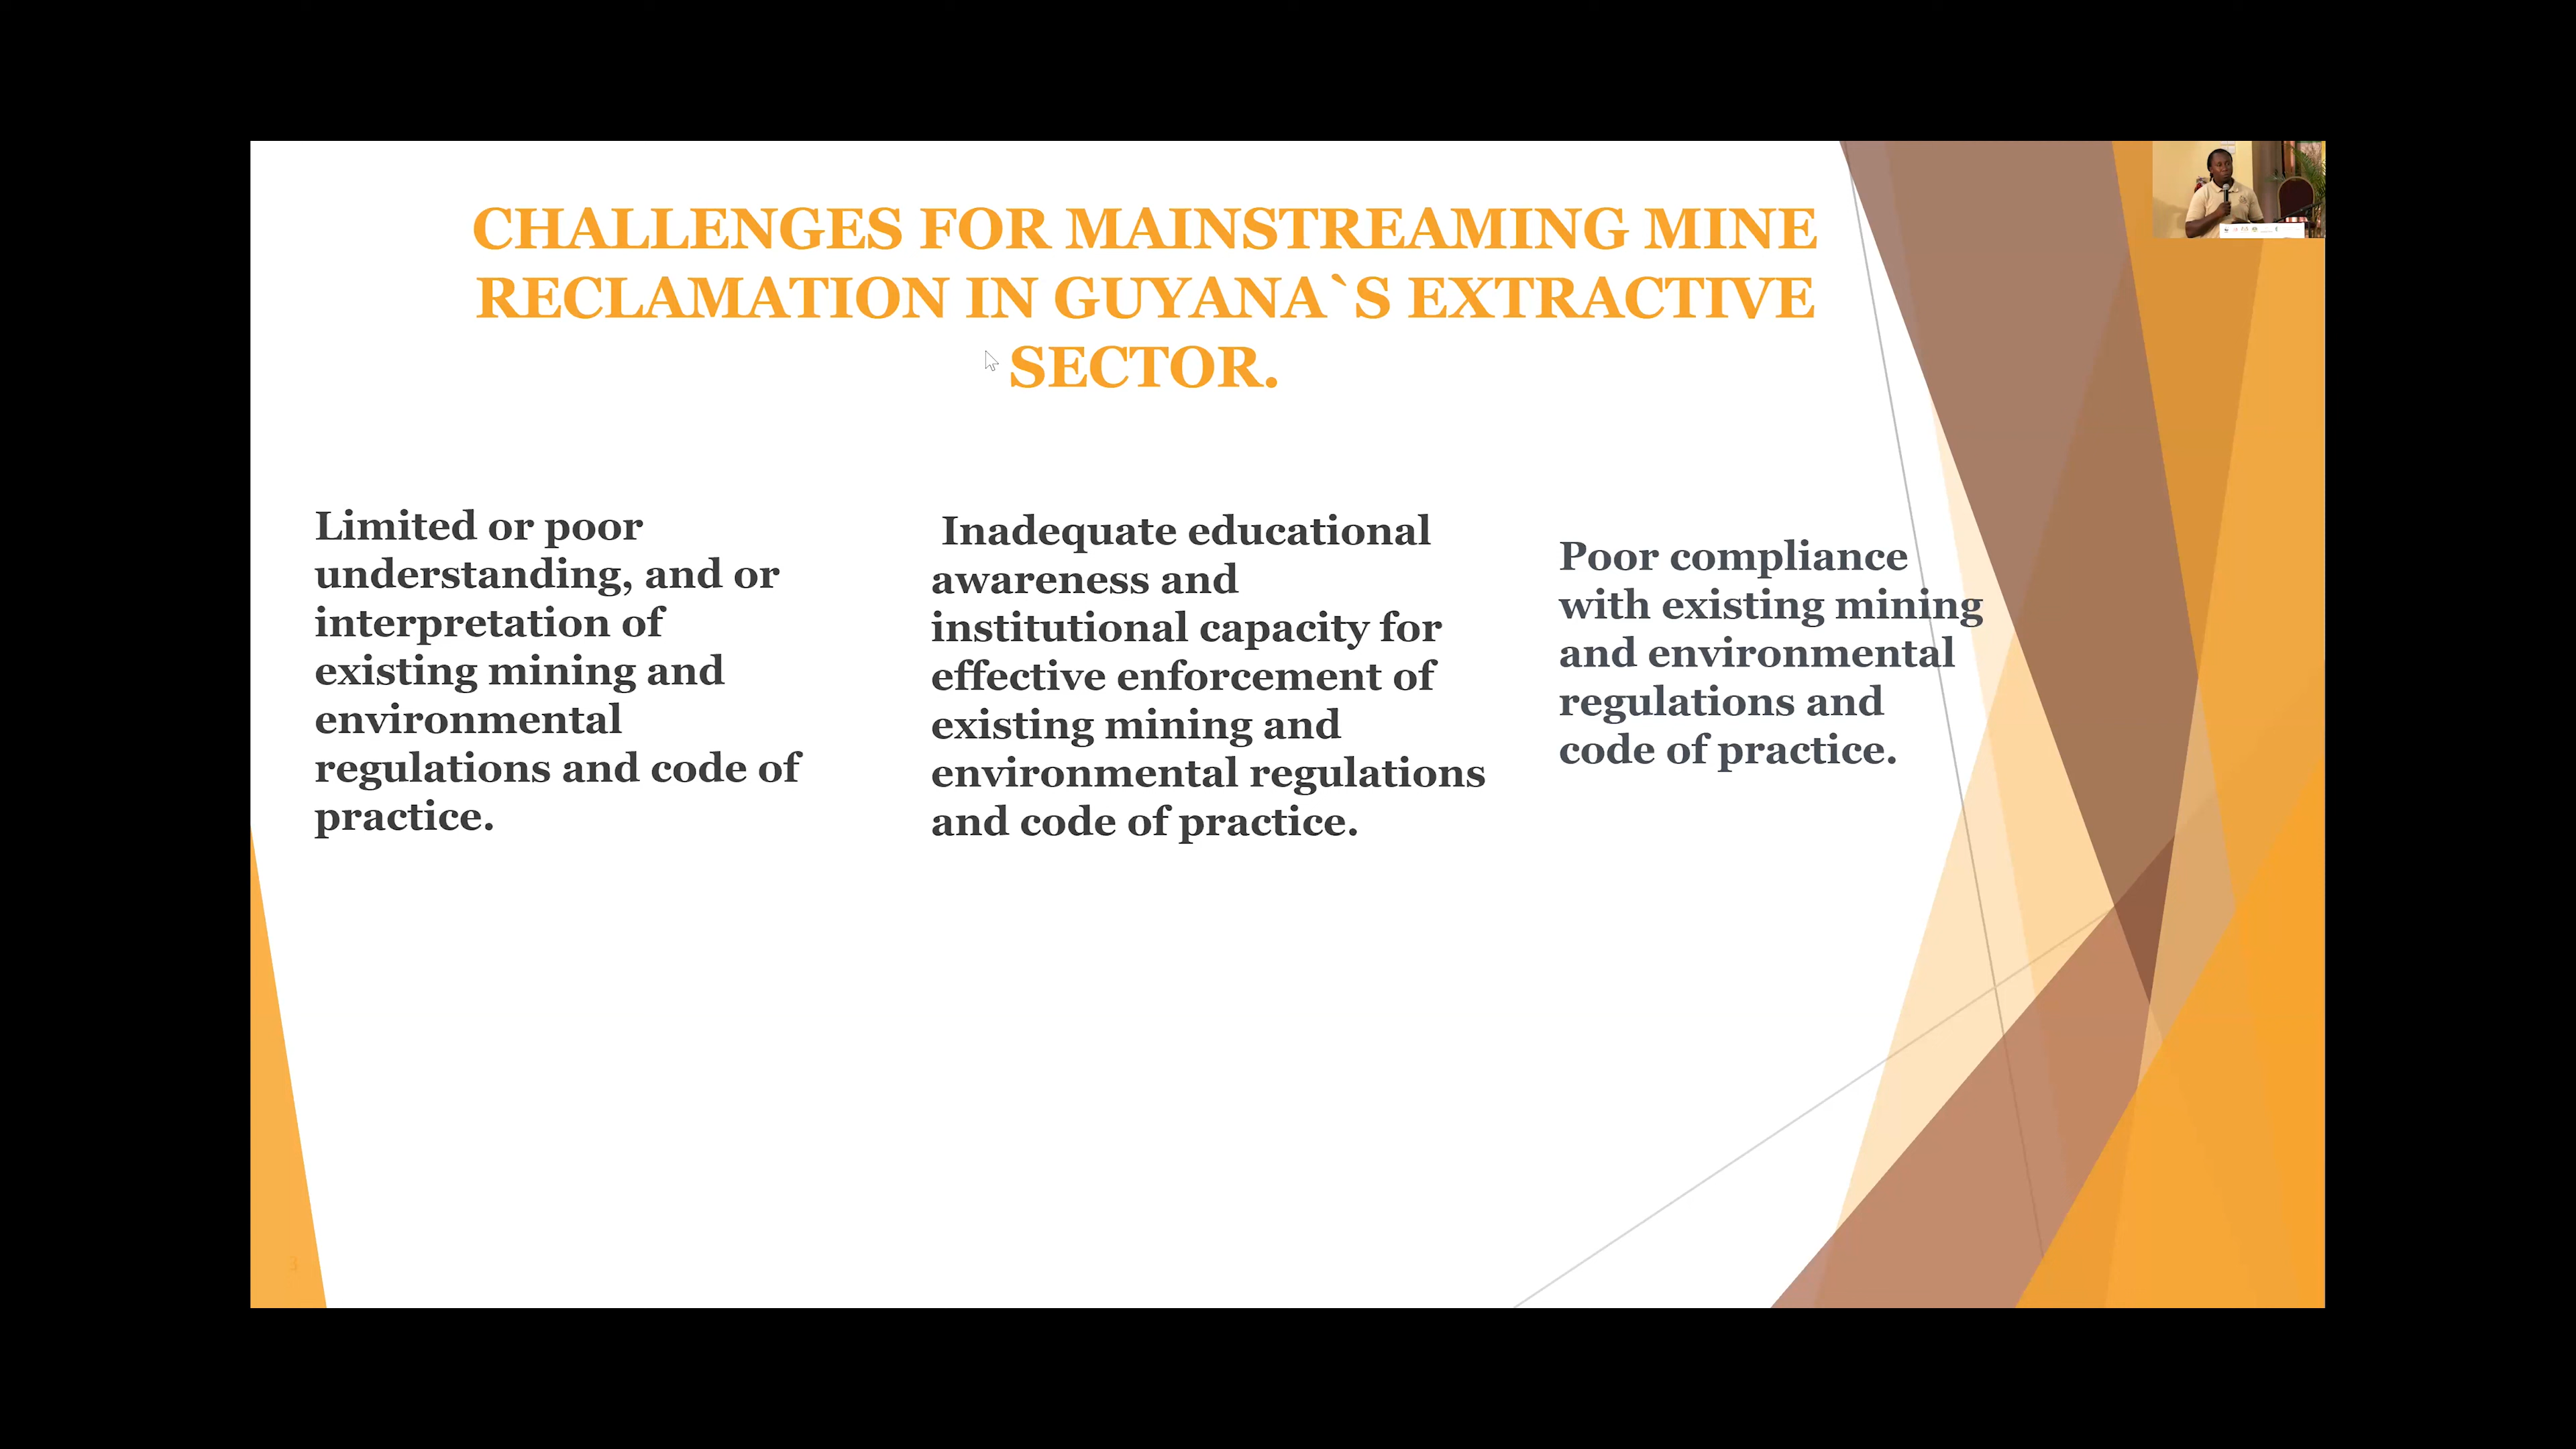 CHALLENGES FOR MAINSTREAMING MINE
RECLAMATION IN GUYANA`S EXTRACTIVE
SECTOR.
Limited or poor
understanding, and or
interpretation of
existing mining and
environmental
regulations and code of
practice.
Inadequate educational
awareness and
institutional capacity for
effective enforcement of
existing mining and
environmental regulations
and code of practice.
Poor compliance
with existing mining
and environmental
regulations and
code of practice.
3